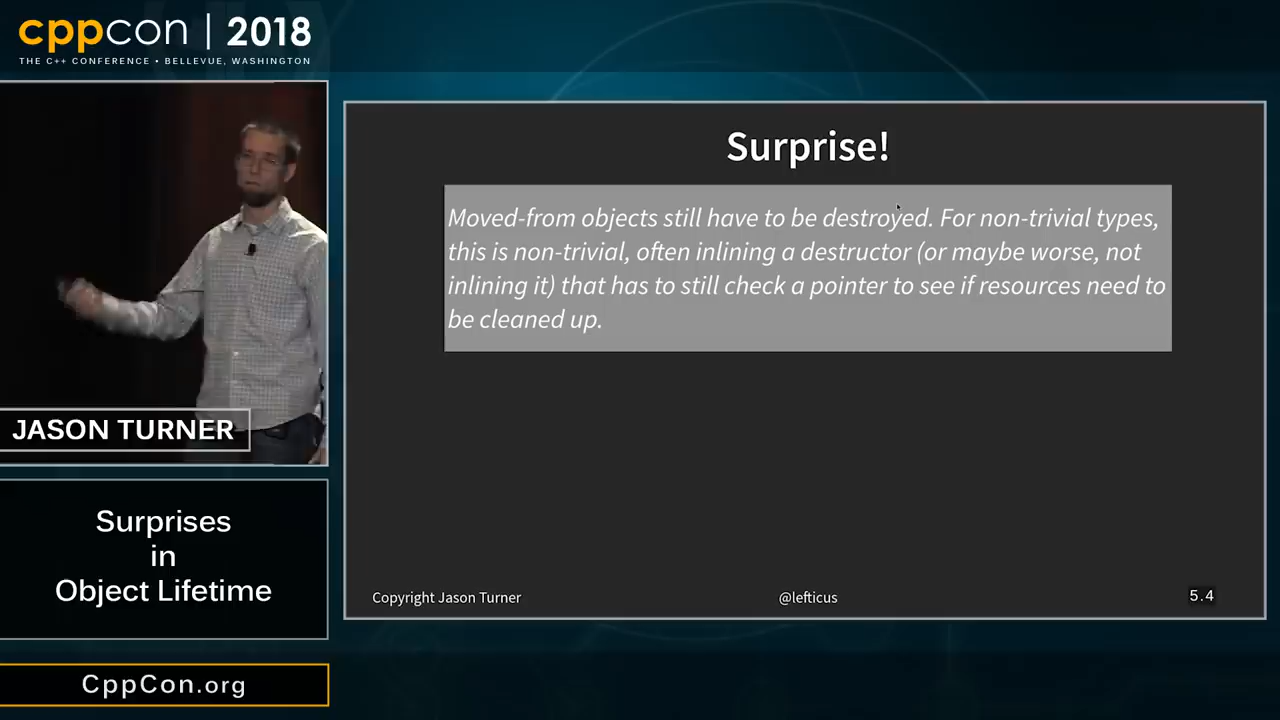 cppcon | 2018
THE C++ CONFERENCE • BELLEVUE, WASHINGTON
JASON TURNER
Surprises
in
Object Lifetime
CppCon.org
Surprise!
Moved-from objects still have to be destroyed. For non-trivial types,
this is non-trivial, often inlining a destructor (or maybe worse, not
inlining it) that has to still check a pointer to see if resources need to
be cleaned up.
Copyright Jason Turner
@lefticus
5.4